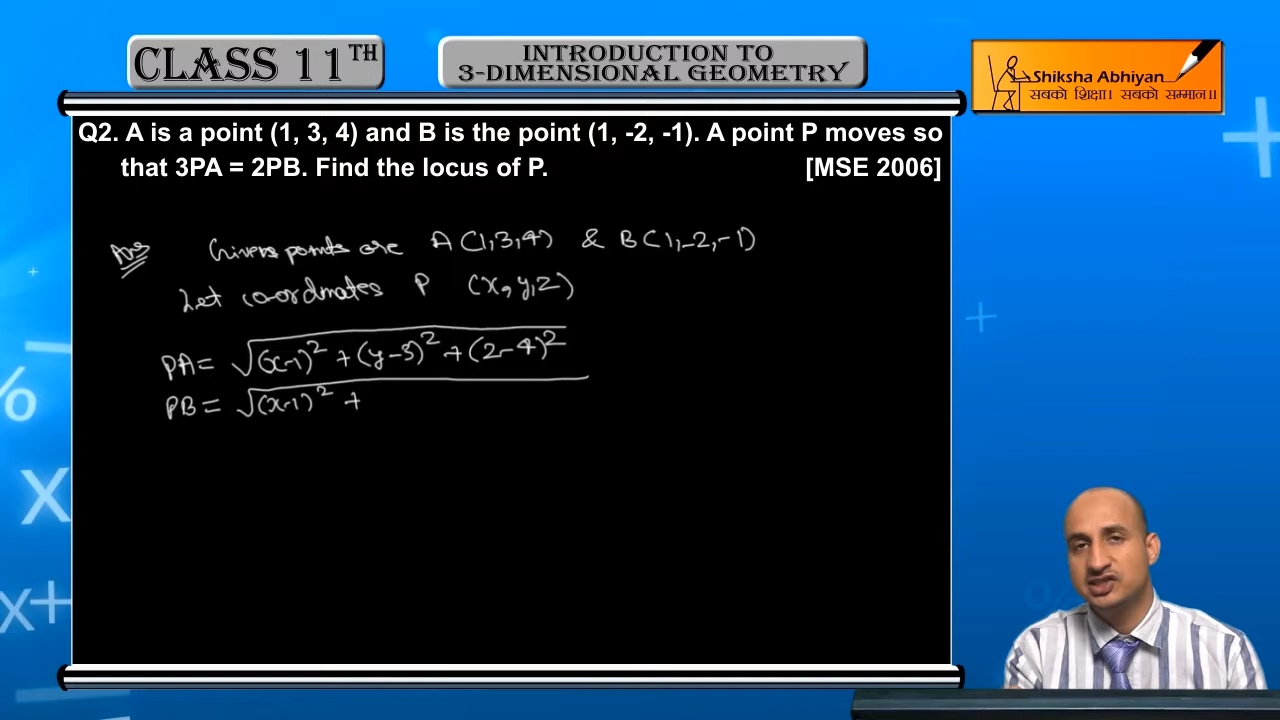 CLASS 11TH
INTRODUCTION TO
3-DIMENSIONAL GEOMETRY
Shiksha Abhiyan
सबको शिक्षा। सबको सम्मान।।
Q2. A is a point (1, 3, 4) and B is the point (1, -2, -1). A point P moves so
that 3PA = 2PB. Find the locus of P. [MSE 2006]
Ans Given points are A (1,3,4) & B (1,-2,-1)
Let coordinates P (x, y, z)
PA = √(x-1)² + (y-3)² + (z-4)²
PB = √(x-1)² +
%
x
x+
%